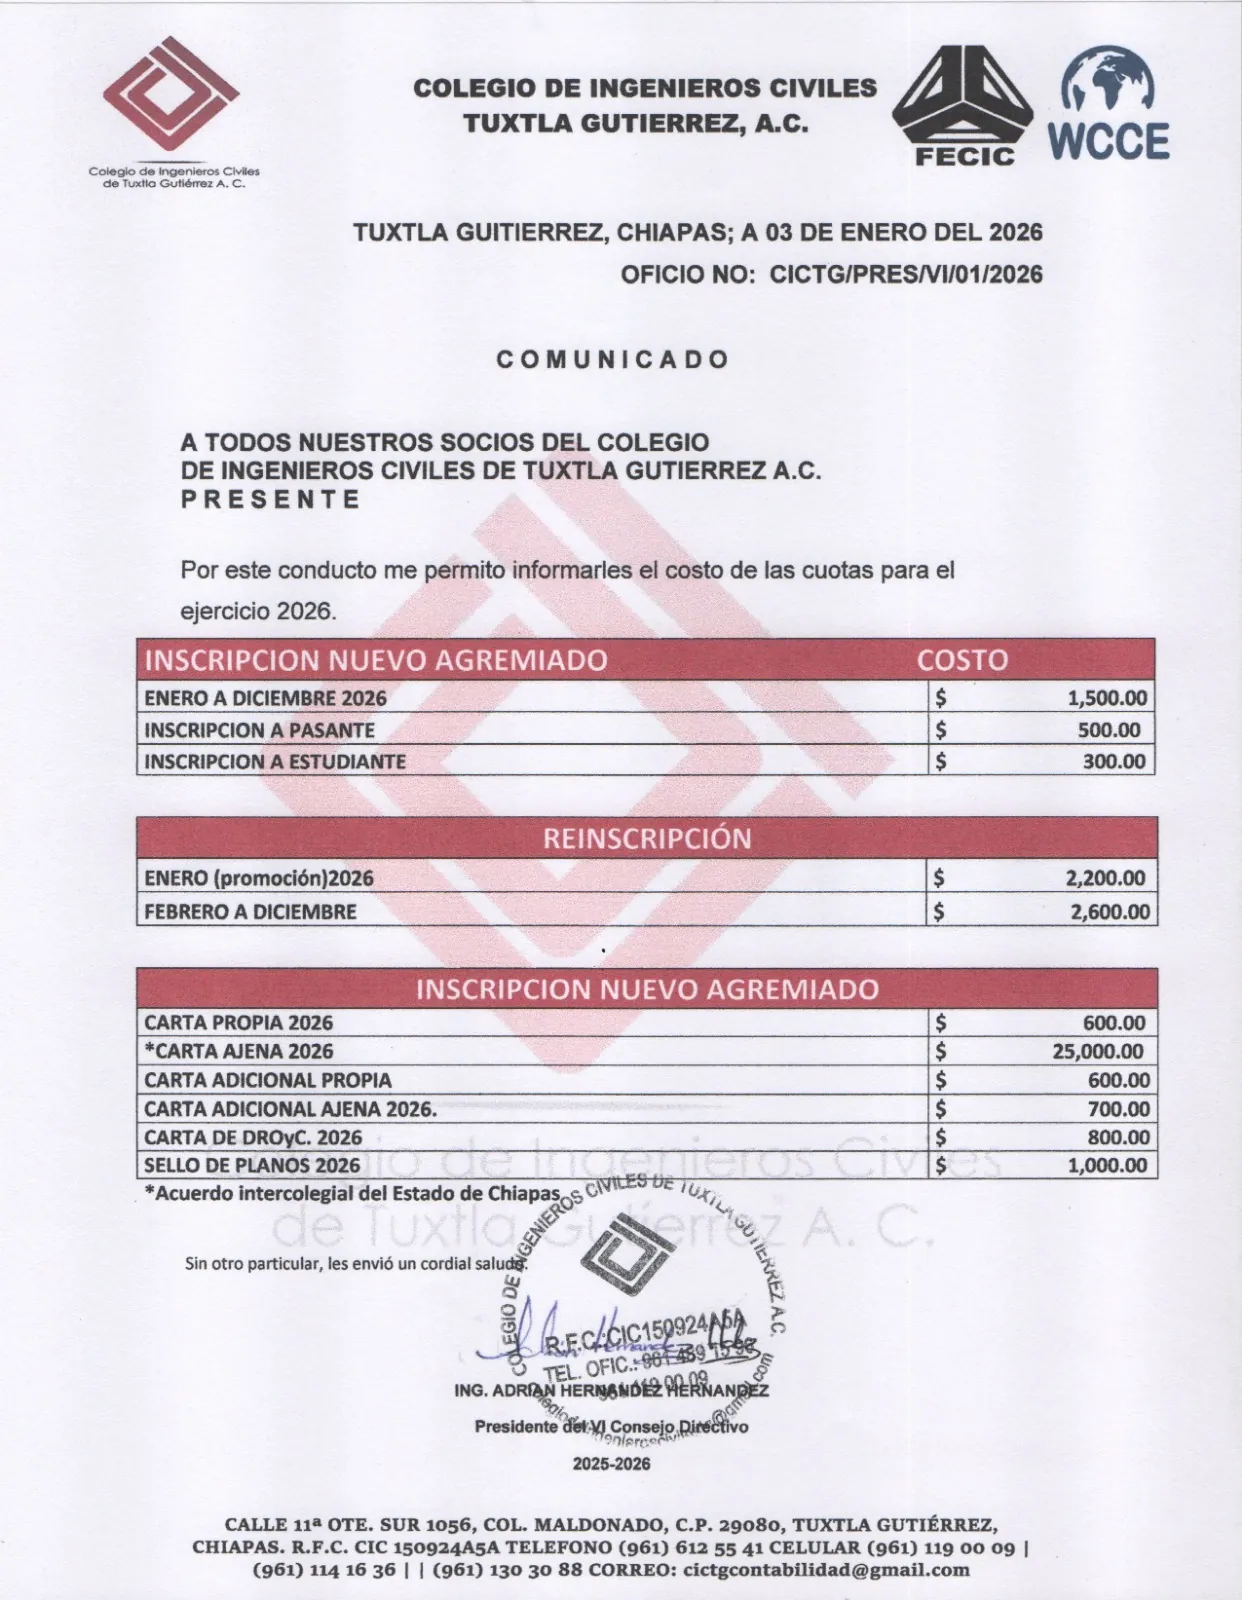 Colegio de Ingenieros Civiles
de Tuxtla Gutiérrez A. C.
COLEGIO DE INGENIEROS CIVILES
TUXTLA GUTIERREZ, A.C.
FECIC
WCCE
TUXTLA GUITIERREZ, CHIAPAS; A 03 DE ENERO DEL 2026
OFICIO NO: CICTG/PRES/VI/01/2026
C O M U N I C A D O
A TODOS NUESTROS SOCIOS DEL COLEGIO
DE INGENIEROS CIVILES DE TUXTLA GUTIERREZ A.C.
P R E S E N T E
Por este conducto me permito informarles el costo de las cuotas para el
ejercicio 2026.
INSCRIPCION NUEVO AGREMIADO COSTO
ENERO A DICIEMBRE 2026 $ 1,500.00
INSCRIPCION A PASANTE $ 500.00
INSCRIPCION A ESTUDIANTE $ 300.00
REINSCRIPCIÓN
ENERO (promoción)2026 $ 2,200.00
FEBRERO A DICIEMBRE $ 2,600.00
INSCRIPCION NUEVO AGREMIADO
CARTA PROPIA 2026 $ 600.00
*CARTA AJENA 2026 $ 25,000.00
CARTA ADICIONAL PROPIA $ 600.00
CARTA ADICIONAL AJENA 2026. $ 700.00
CARTA DE DROyC. 2026 $ 800.00
SELLO DE PLANOS 2026 $ 1,000.00
*Acuerdo intercolegial del Estado de Chiapas
Colegio de Ingenieros Civiles
de Tuxtla Gutierrez A. C.
Sin otro particular, les envió un cordial saludo.
COLEGIO DE INGENIEROS CIVILES DE TUXTLA GUTIERREZ A.C.
R.F.C.:CIC150924A5A
TEL. OFIC.: 961 459 15 98
ING. ADRIAN HERNANDEZ HERNANDEZ
Presidente del VI Consejo Directivo
2025-2026
CALLE 11ª OTE. SUR 1056, COL. MALDONADO, C.P. 29080, TUXTLA GUTIÉRREZ,
CHIAPAS. R.F.C. CIC 150924A5A TELEFONO (961) 612 55 41 CELULAR (961) 119 00 09 |
(961) 114 16 36 | | (961) 130 30 88 CORREO: cictgcontabilidad@gmail.com